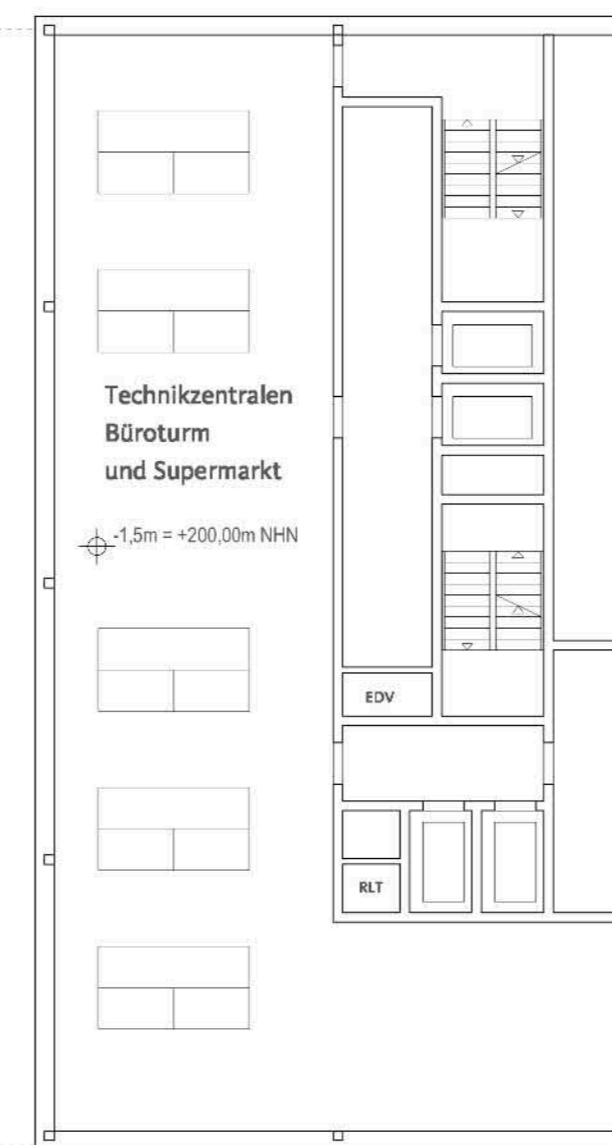 Technikzentralen
Büroturm
und Supermarkt
-1,5m = +200,00m NHN
EDV
RLT